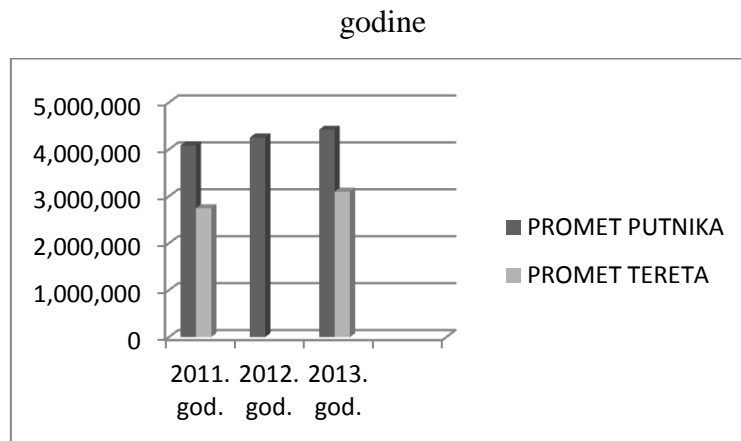 godine
5,000,000
4,000,000
3,000,000
2,000,000
1,000,000
0
2011. 2012. 2013.
god. god. god.
PROMET PUTNIKA
PROMET TERETA